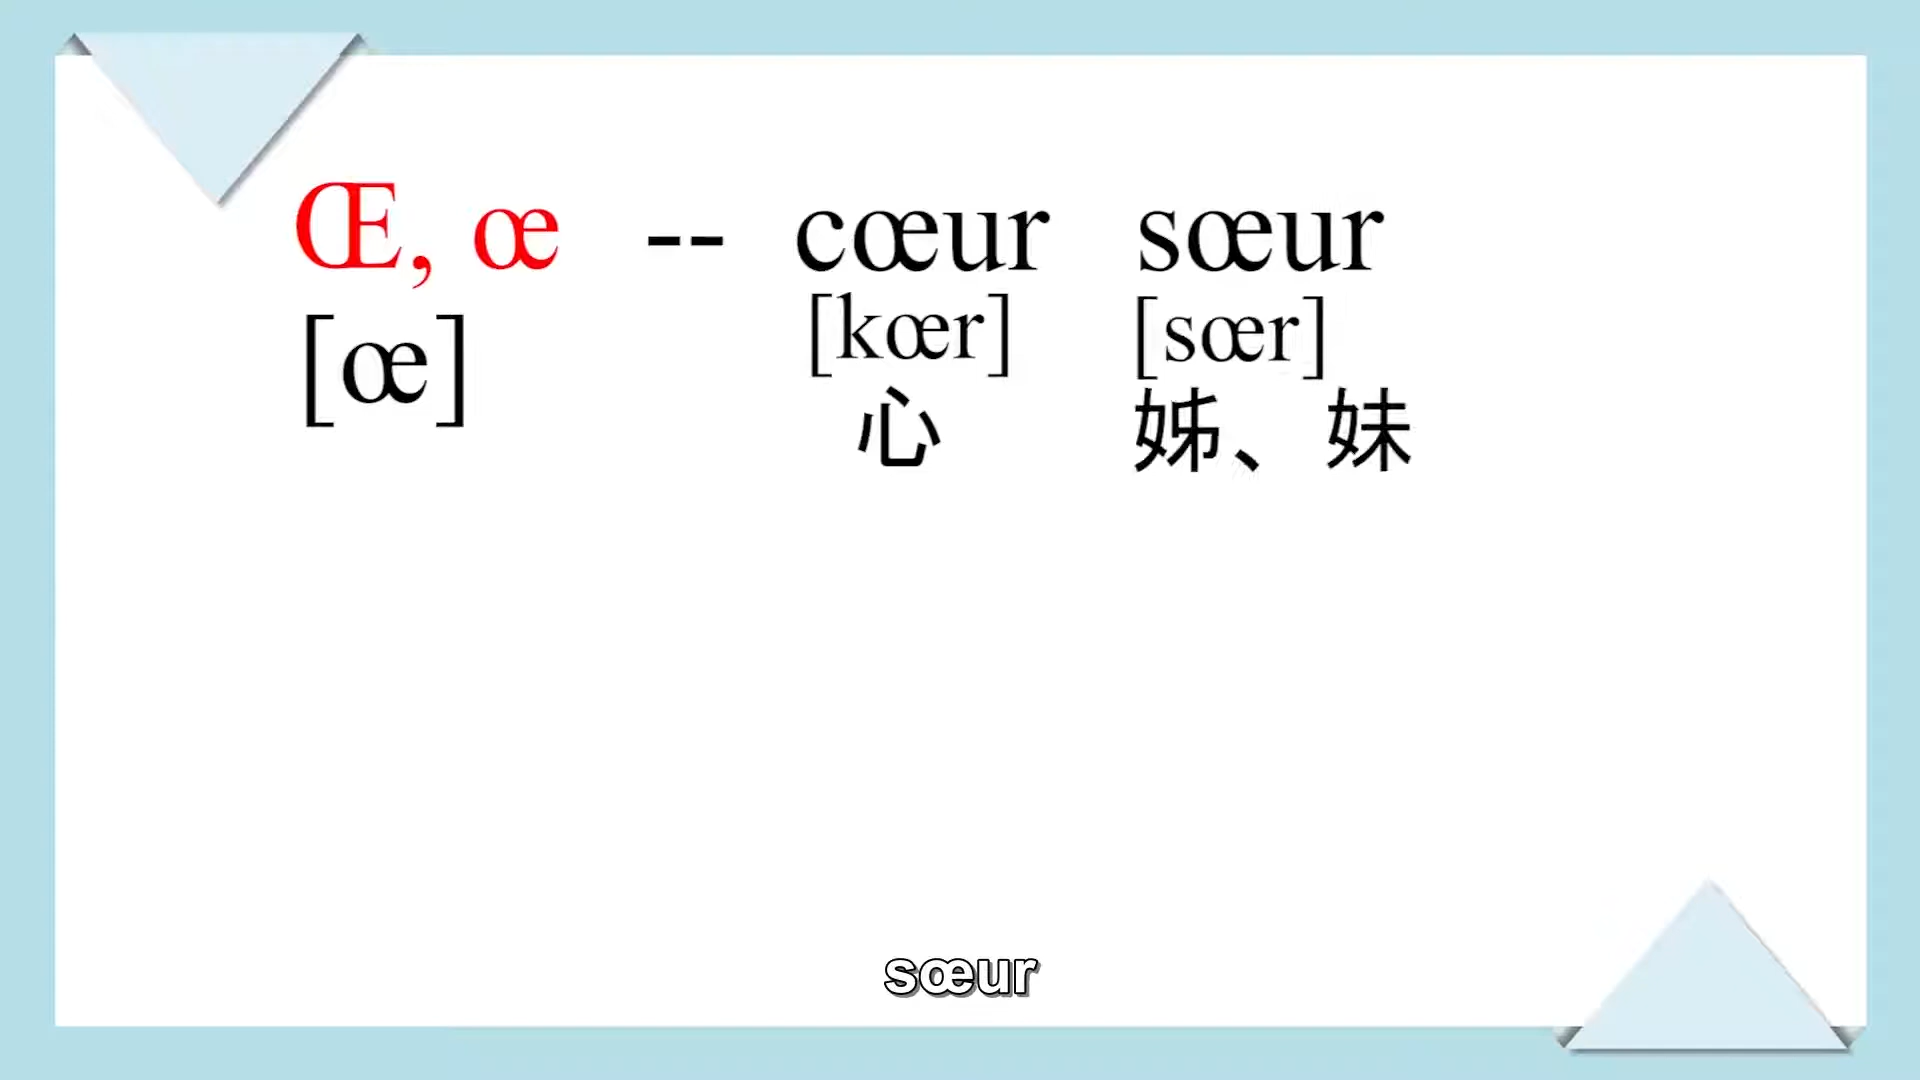 Œ, œ -- cœur sœur
[œ] [kœr] [sœr]
心 姊、妹
sœur